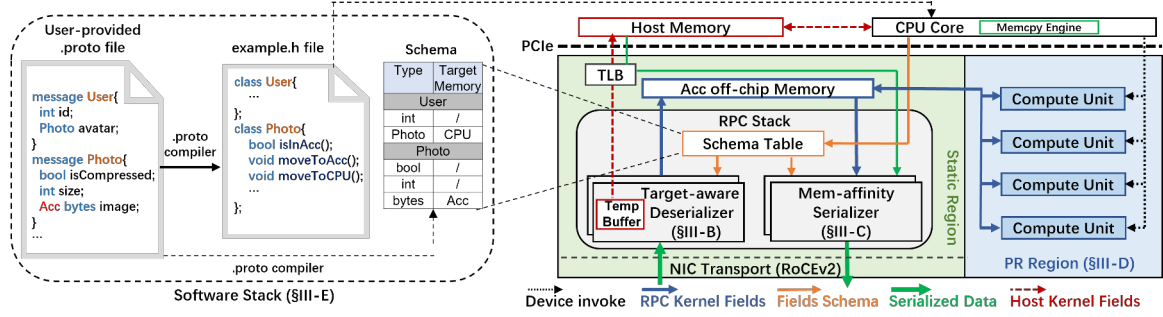 User-provided
.proto file
message User{
int id;
Photo avatar;
}
message Photo{
bool isCompressed;
int size;
Acc bytes image;
}
...
.proto
compiler
example.h file
class User{
...
};
class Photo{
bool isInAcc();
void moveToAcc();
void moveToCPU();
...
};
Schema
Type Target Memory
User
int /
Photo CPU
Photo
bool /
int /
bytes Acc
.proto compiler
Software Stack (§III-E)
Host Memory
CPU Core
Memcpy Engine
PCIe
TLB
Acc off-chip Memory
RPC Stack
Schema Table
Temp
Buffer
Target-aware
Deserializer
(§III-B)
Mem-affinity
Serializer
(§III-C)
Static Region
NIC Transport (RoCEv2)
Compute Unit
Compute Unit
Compute Unit
Compute Unit
PR Region (§III-D)
Device invoke
RPC Kernel Fields
Fields Schema
Serialized Data
Host Kernel Fields